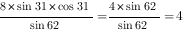 8×sin 31×cos 31 / sin 62 = 4×sin 62 / sin 62 = 4